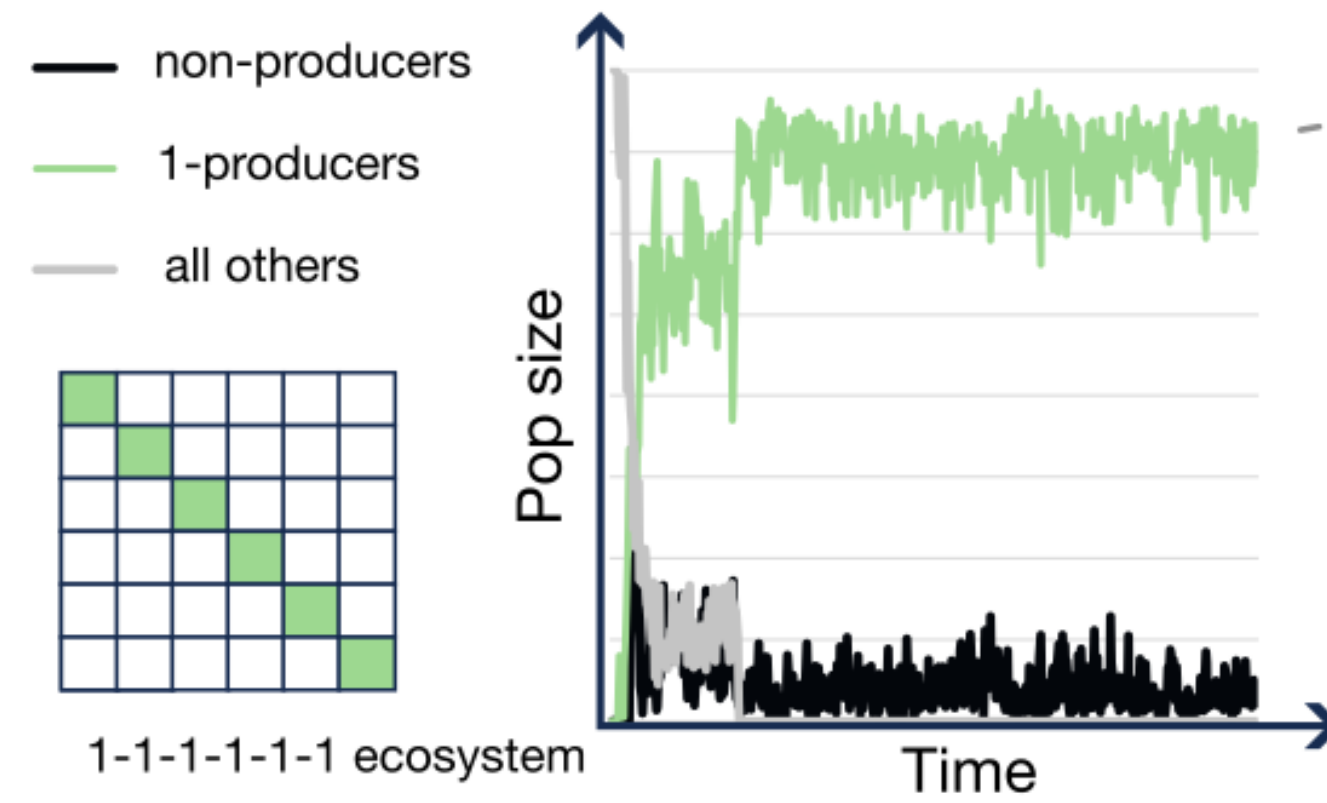 non-producers
1-producers
all others
1-1-1-1-1-1 ecosystem
Pop size
Time